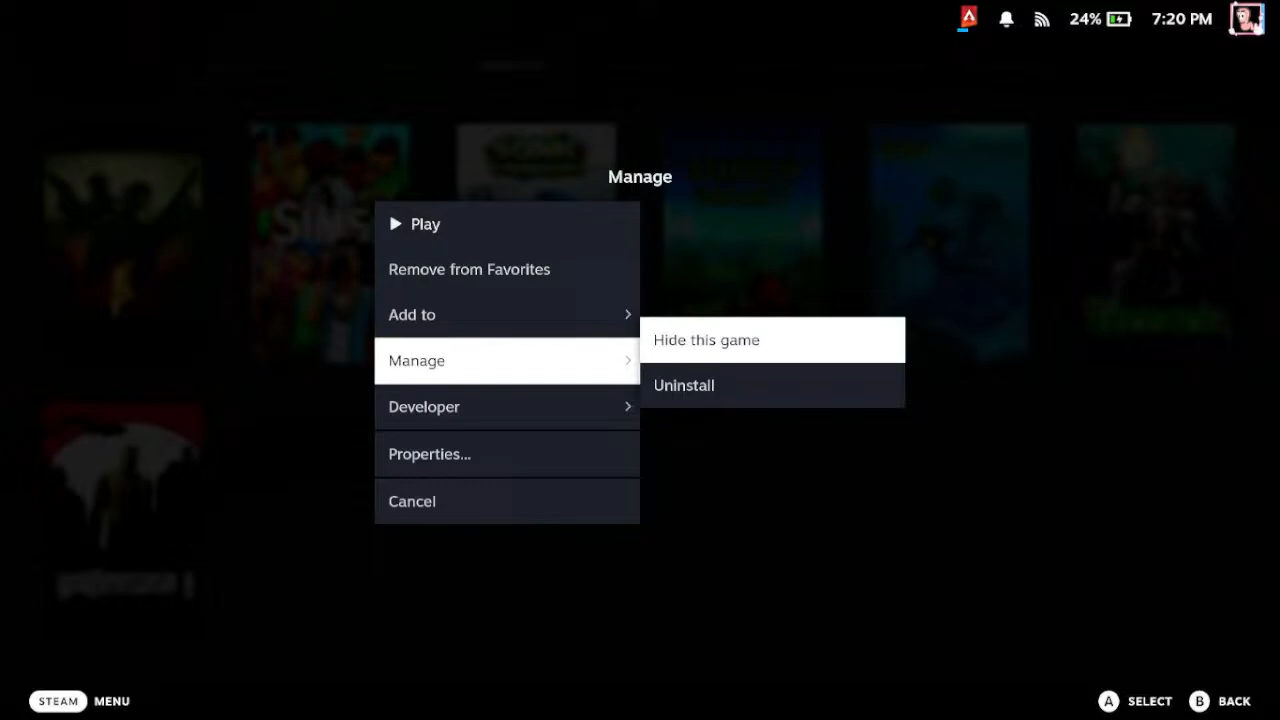 24%
7:20 PM
Manage
Play
Remove from Favorites
Add to
Manage
Hide this game
Uninstall
Developer
Properties...
Cancel
STEAM MENU
A SELECT B BACK